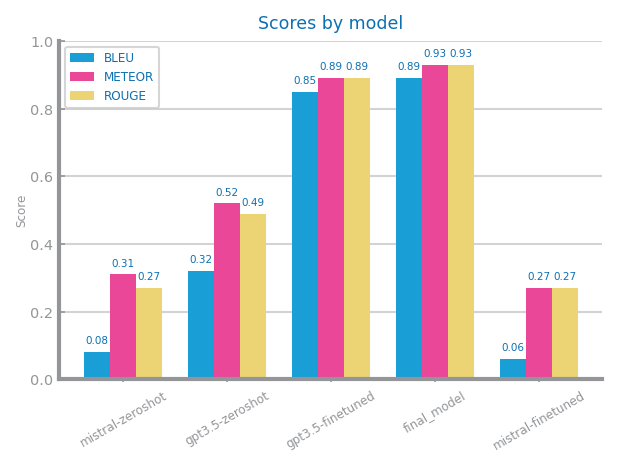 Scores by model
BLEU
METEOR
ROUGE
Score
1.0
0.8
0.6
0.4
0.2
0.0
0.08
0.31
0.27
0.32
0.52
0.49
0.85
0.89
0.89
0.89
0.93
0.93
0.06
0.27
0.27
mistral-zeroshot
gpt3.5-zeroshot
gpt3.5-finetuned
final_model
mistral-finetuned